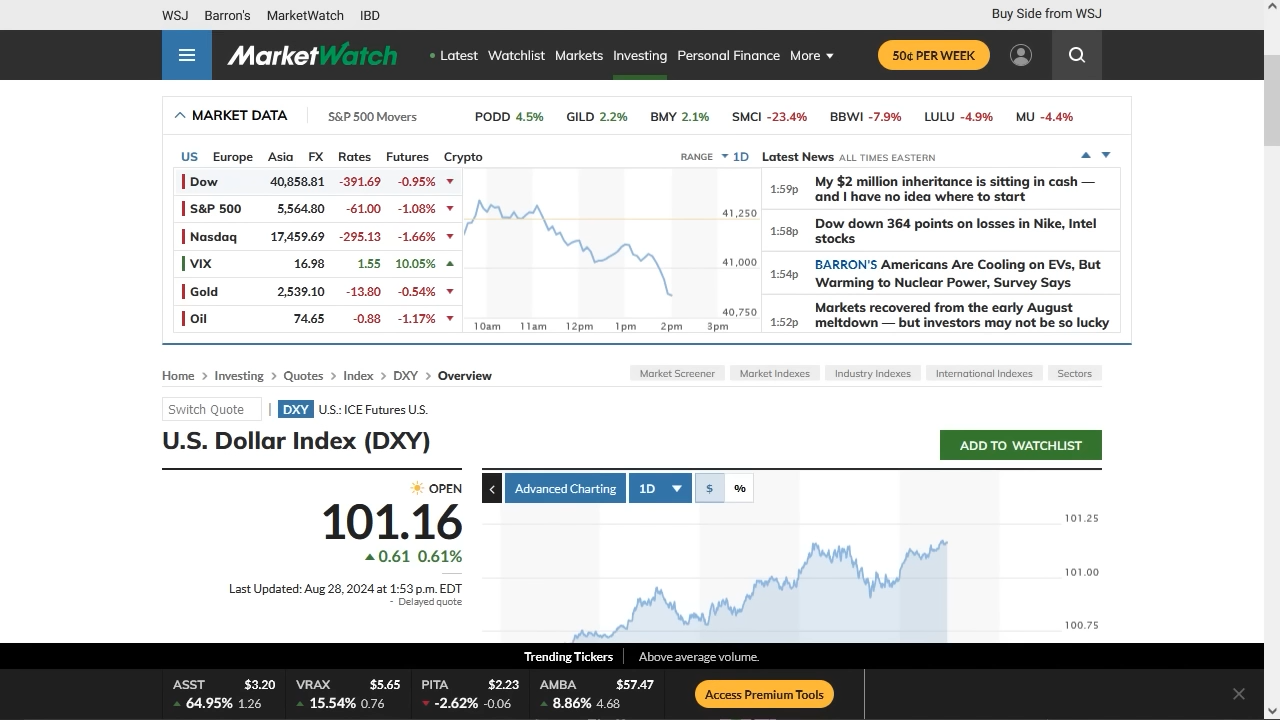 WSJ Barron's MarketWatch IBD Buy Side from WSJ
MarketWatch Latest Watchlist Markets Investing Personal Finance More 50¢ PER WEEK
MARKET DATA S&P 500 Movers PODD 4.5% GILD 2.2% BMY 2.1% SMCI -23.4% BBWI -7.9% LULU -4.9% MU -4.4%
US Europe Asia FX Rates Futures Crypto RANGE 1D Latest News ALL TIMES EASTERN
Dow 40,858.81 -391.69 -0.95%
S&P 500 5,564.80 -61.00 -1.08%
Nasdaq 17,459.69 -295.13 -1.66%
VIX 16.98 1.55 10.05%
Gold 2,539.10 -13.80 -0.54%
Oil 74.65 -0.88 -1.17%
41,250
41,000
40,750
10am 11am 12pm 1pm 2pm 3pm
1:59p My $2 million inheritance is sitting in cash —
and I have no idea where to start
1:58p Dow down 364 points on losses in Nike, Intel
stocks
1:54p BARRON'S Americans Are Cooling on EVs, But
Warming to Nuclear Power, Survey Says
1:52p Markets recovered from the early August
meltdown — but investors may not be so lucky
Home Investing Quotes Index DXY Overview Market Screener Market Indexes Industry Indexes International Indexes Sectors
Switch Quote | DXY U.S.: ICE Futures U.S.
U.S. Dollar Index (DXY) ADD TO WATCHLIST
OPEN
101.16
0.61 0.61%
Last Updated: Aug 28, 2024 at 1:53 p.m. EDT
- Delayed quote
Advanced Charting 1D $ %
101.25
101.00
100.75
Trending Tickers Above average volume.
ASST $3.20 VRAX $5.65 PITA $2.23 AMBA $57.47
64.95% 1.26 15.54% 0.76 -2.62% -0.06 8.86% 4.68
Access Premium Tools